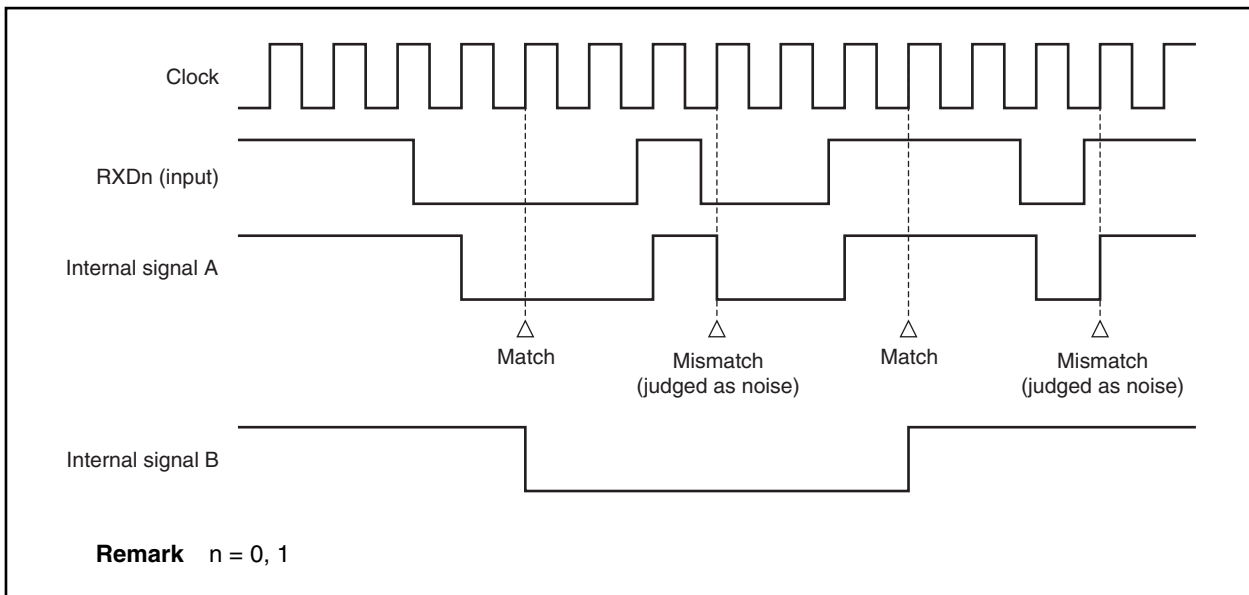 Clock
RXDn (input)
Internal signal A
Match
Mismatch
(judged as noise)
Match
Mismatch
(judged as noise)
Internal signal B
Remark n = 0, 1